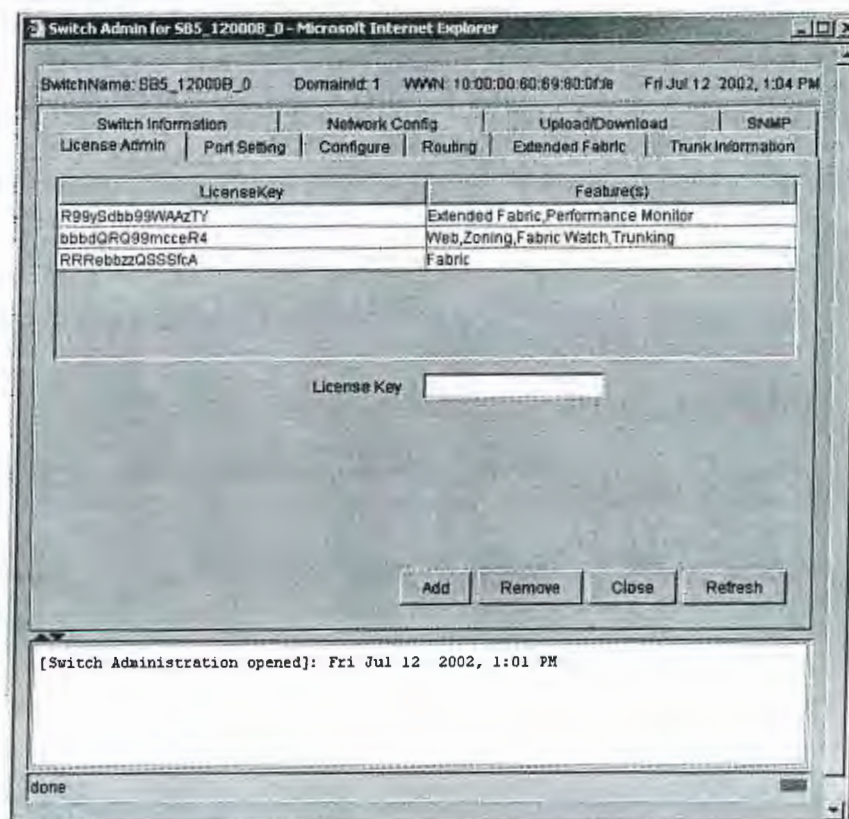 Switch Admin for SB5_12000B_0 - Microsoft Internet Explorer
SwitchName: SB5_12000B_0 DomainId: 1 WWN: 10:00:00:60:69:80:0f:fe Fri Jul 12 2002, 1:04 PM
Switch Information Network Config Upload/Download SNMP
License Admin Port Setting Configure Routing Extended Fabric Trunk Information
LicenseKey Feature(s)
R99ySdbb99WAAzTY Extended Fabric,Performance Monitor
bbbdQRQ99mcceR4 Web,Zoning,Fabric Watch,Trunking
RRRebbzzQSSSfcA Fabric
License Key
Add Remove Close Refresh
[Switch Administration opened]: Fri Jul 12 2002, 1:01 PM
done